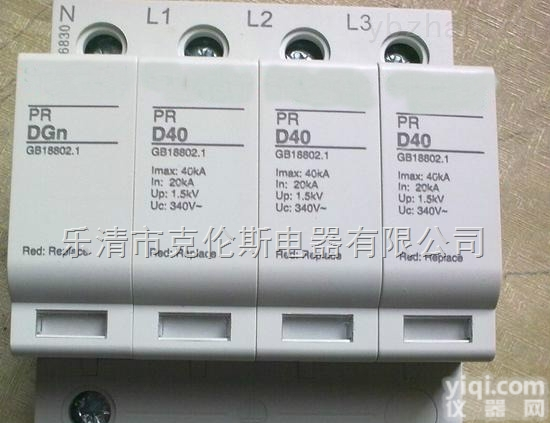 6830 N L1 L2 L3
PR
DGn
GB18802.1
Red: Replace
PR
D40
GB18802.1
Imax: 40kA
In: 20kA
Up: 1.5kV
Uc: 340V~
Red: Replace
PR
D40
GB18802.1
Imax: 40kA
In: 20kA
Up: 1.5kV
Uc: 340V~
Red: Replace
PR
D40
GB18802.1
Imax: 40kA
In: 20kA
Up: 1.5kV
Uc: 340V~
Red: Replace
乐清市克伦斯电器有限公司
yiqi.com
仪器网